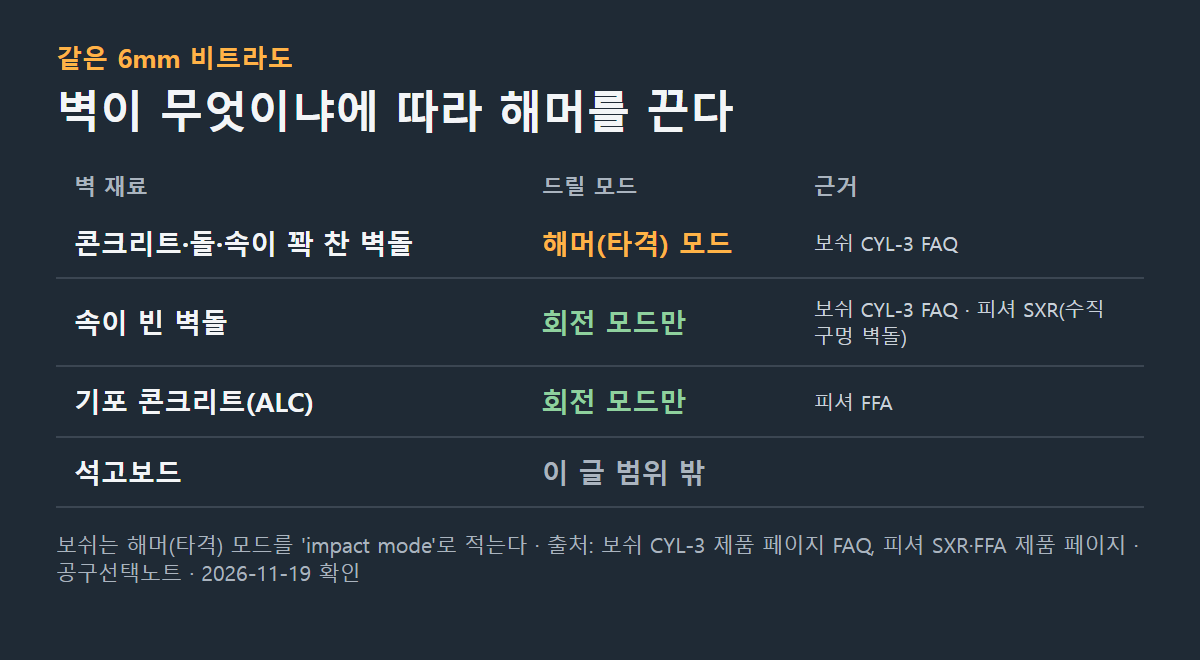 같은 6mm 비트라도
벽이 무엇이냐에 따라 해머를 끈다
벽 재료 드릴 모드 근거
콘크리트·돌·속이 꽉 찬 벽돌 해머(타격) 모드 보쉬 CYL-3 FAQ
속이 빈 벽돌 회전 모드만 보쉬 CYL-3 FAQ · 피셔 SXR(수직
구멍 벽돌)
기포 콘크리트(ALC) 회전 모드만 피셔 FFA
석고보드 이 글 범위 밖
보쉬는 해머(타격) 모드를 'impact mode'로 적는다 · 출처: 보쉬 CYL-3 제품 페이지 FAQ, 피셔 SXR·FFA 제품 페이지 ·
공구선택노트 · 2026-11-19 확인